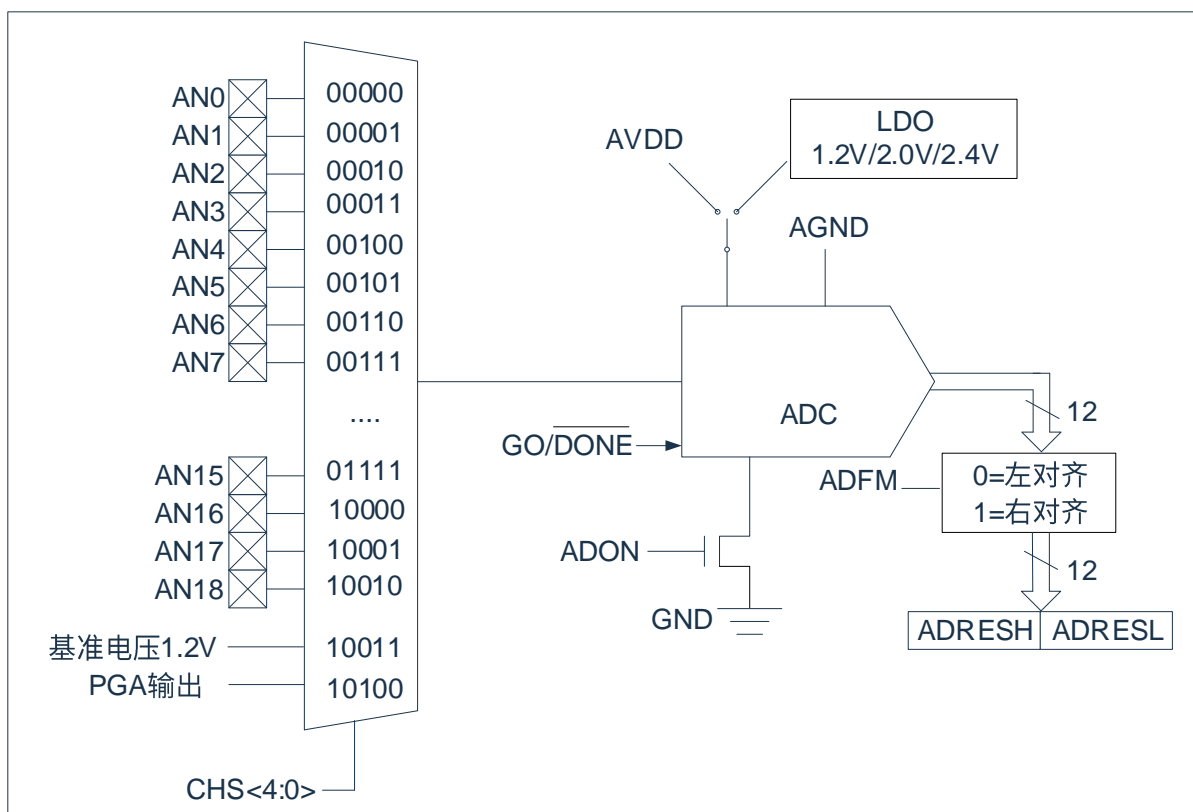 AN0
00000
AN1
00001
AN2
00010
AN3
00011
AN4
00100
AN5
00101
AN6
00110
AN7
00111
....
AN15
01111
AN16
10000
AN17
10001
AN18
10010
基准电压1.2V
10011
PGA输出
10100
CHS<4:0>
AVDD
LDO
1.2V/2.0V/2.4V
AGND
ADC
GO/DONE
12
ADFM
0=左对齐
1=右对齐
ADON
12
GND
ADRESH
ADRESL